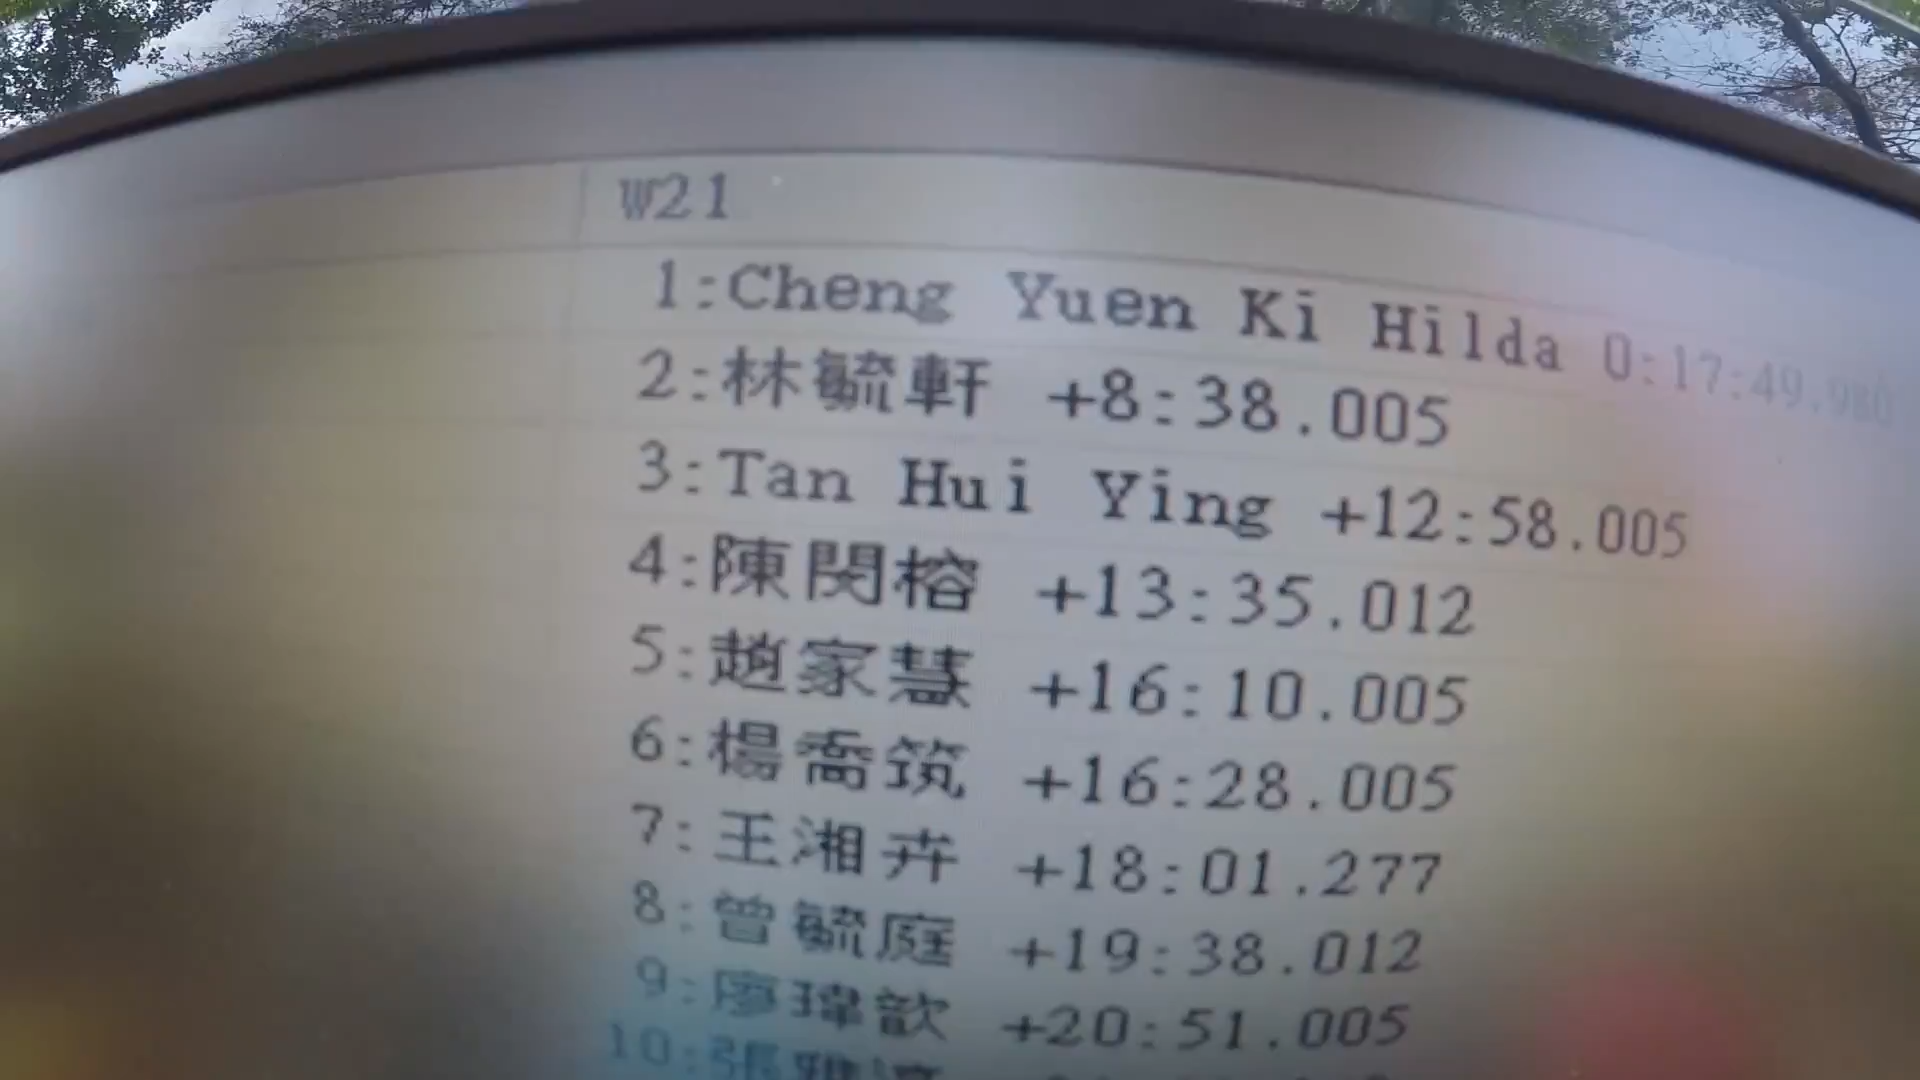 W21
1:Cheng Yuen Ki Hilda 0:17:49.980
2:林毓軒 +8:38.005
3:Tan Hui Ying +12:58.005
4:陳閔榕 +13:35.012
5:趙家慧 +16:10.005
6:楊喬筑 +16:28.005
7:王湘卉 +18:01.277
8:曾毓庭 +19:38.012
9:廖瑋歆 +20:51.005
10:張雅